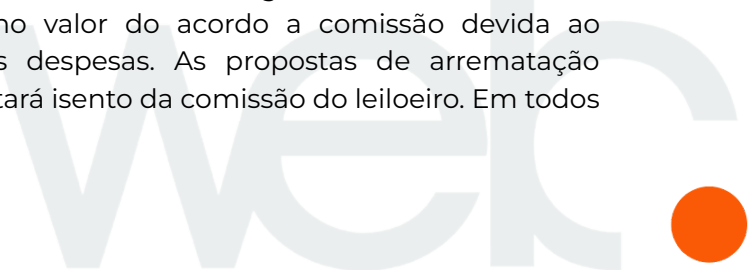 no valor do acordo a comissão devida ao
despesas. As propostas de arrematação
isento da comissão do leiloeiro. Em todos
web